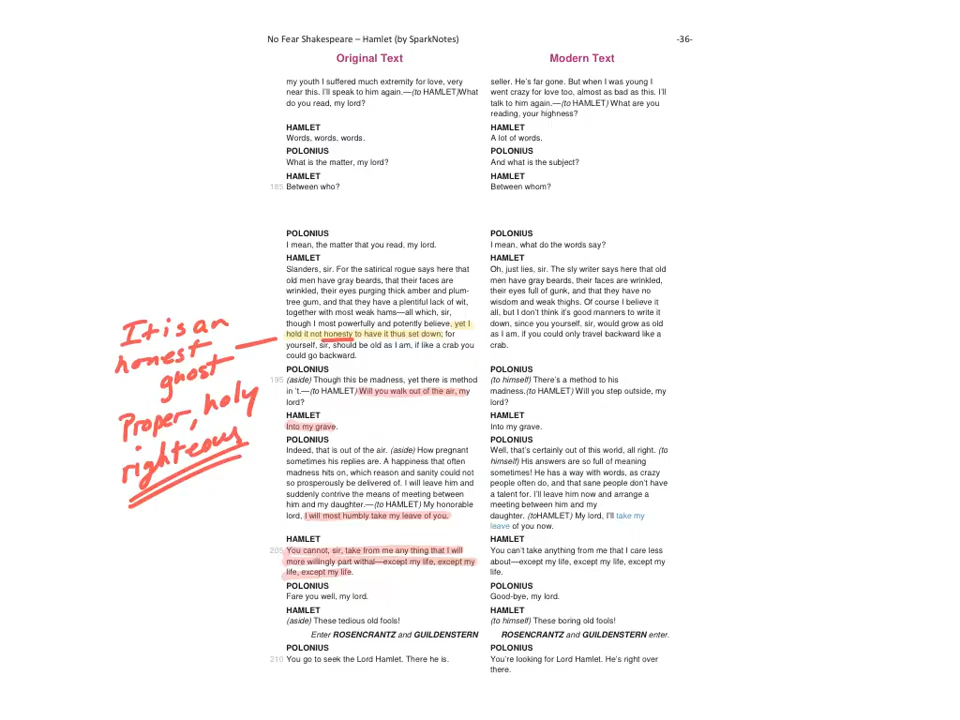 No Fear Shakespeare – Hamlet (by SparkNotes) -36-
Original Text
my youth I suffered much extremity for love, very
near this. I'll speak to him again.—(to HAMLET)What
do you read, my lord?
HAMLET
Words, words, words.
POLONIUS
What is the matter, my lord?
HAMLET
185 Between who?
POLONIUS
I mean, the matter that you read, my lord.
HAMLET
Slanders, sir. For the satirical rogue says here that
old men have gray beards, that their faces are
wrinkled, their eyes purging thick amber and plum-
tree gum, and that they have a plentiful lack of wit,
together with most weak hams—all which, sir,
though I most powerfully and potently believe, yet I
hold it not honesty to have it thus set down; for
yourself, sir, should be old as I am, if like a crab you
could go backward.
POLONIUS
195 (aside) Though this be madness, yet there is method
in 't.—(to HAMLET) Will you walk out of the air, my
lord?
HAMLET
Into my grave.
POLONIUS
Indeed, that is out of the air. (aside) How pregnant
sometimes his replies are. A happiness that often
madness hits on, which reason and sanity could not
so prosperously be delivered of. I will leave him and
suddenly contrive the means of meeting between
him and my daughter.—(to HAMLET) My honorable
lord, I will most humbly take my leave of you.
HAMLET
205 You cannot, sir, take from me any thing that I will
more willingly part withal—except my life, except my
life, except my life.
POLONIUS
Fare you well, my lord.
HAMLET
(aside) These tedious old fools!
Enter ROSENCRANTZ and GUILDENSTERN
POLONIUS
210 You go to seek the Lord Hamlet. There he is.
Modern Text
seller. He's far gone. But when I was young I
went crazy for love too, almost as bad as this. I'll
talk to him again.—(to HAMLET) What are you
reading, your highness?
HAMLET
A lot of words.
POLONIUS
And what is the subject?
HAMLET
Between whom?
POLONIUS
I mean, what do the words say?
HAMLET
Oh, just lies, sir. The sly writer says here that old
men have gray beards, their faces are wrinkled,
their eyes full of gunk, and that they have no
wisdom and weak thighs. Of course I believe it
all, but I don't think it's good manners to write it
down, since you yourself, sir, would grow as old
as I am, if you could only travel backward like a
crab.
POLONIUS
(to himself) There's a method to his
madness.(to HAMLET) Will you step outside, my
lord?
HAMLET
Into my grave.
POLONIUS
Well, that's certainly out of this world, all right. (to
himself) His answers are so full of meaning
sometimes! He has a way with words, as crazy
people often do, and that sane people don't have
a talent for. I'll leave him now and arrange a
meeting between him and my
daughter. (toHAMLET) My lord, I'll take my
leave of you now.
HAMLET
You can't take anything from me that I care less
about—except my life, except my life, except my
life.
POLONIUS
Good-bye, my lord.
HAMLET
(to himself) These boring old fools!
ROSENCRANTZ and GUILDENSTERN enter.
POLONIUS
You're looking for Lord Hamlet. He's right over
there.
It is an
honest
ghost
Proper, holy
righteous